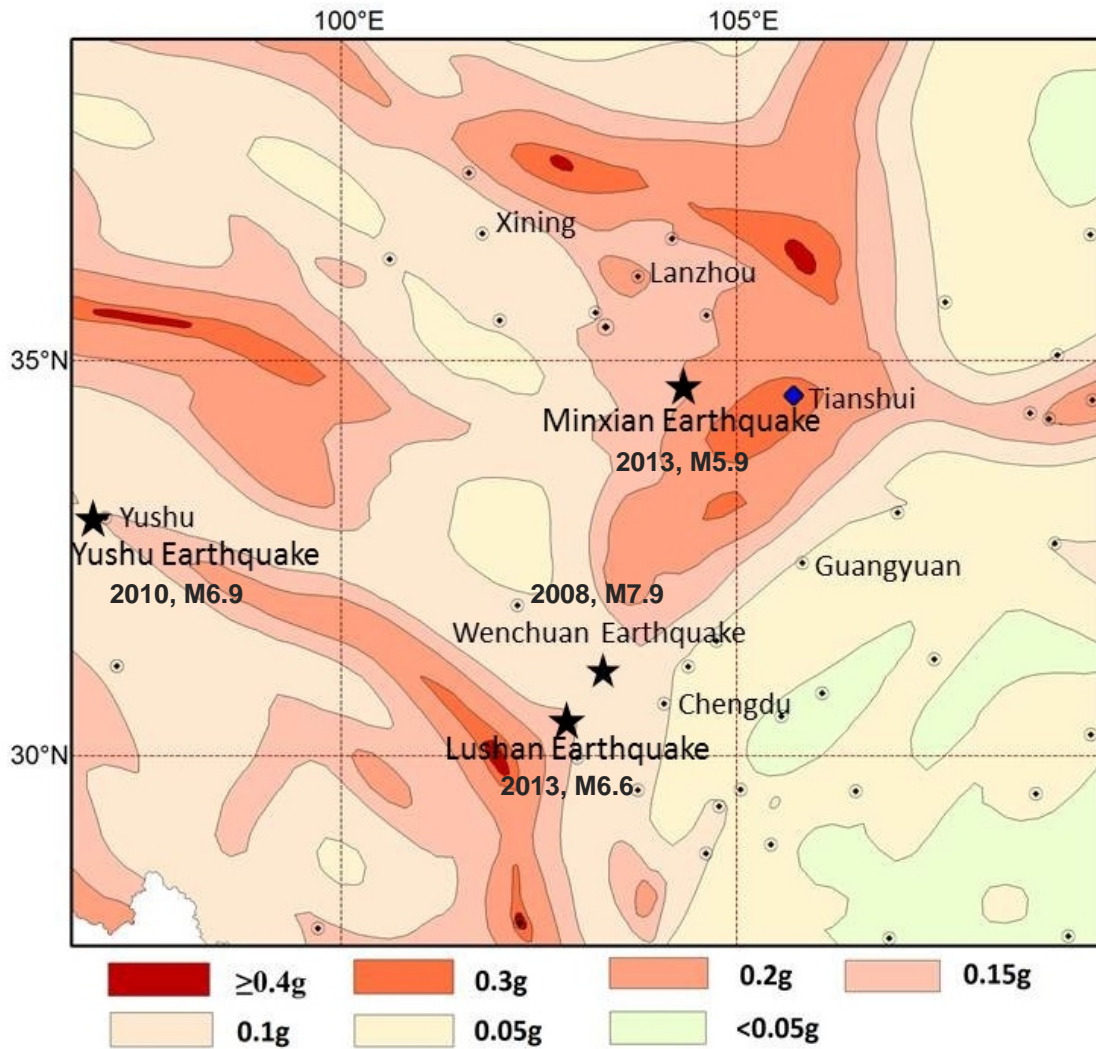 100°E 105°E
Xining
Lanzhou
35°N
Tianshui
Minxian Earthquake
2013, M5.9
Yushu
Yushu Earthquake
Guangyuan
2010, M6.9
2008, M7.9
Wenchuan Earthquake
Chengdu
30°N
Lushan Earthquake
2013, M6.6
≥0.4g 0.3g 0.2g 0.15g
0.1g 0.05g <0.05g